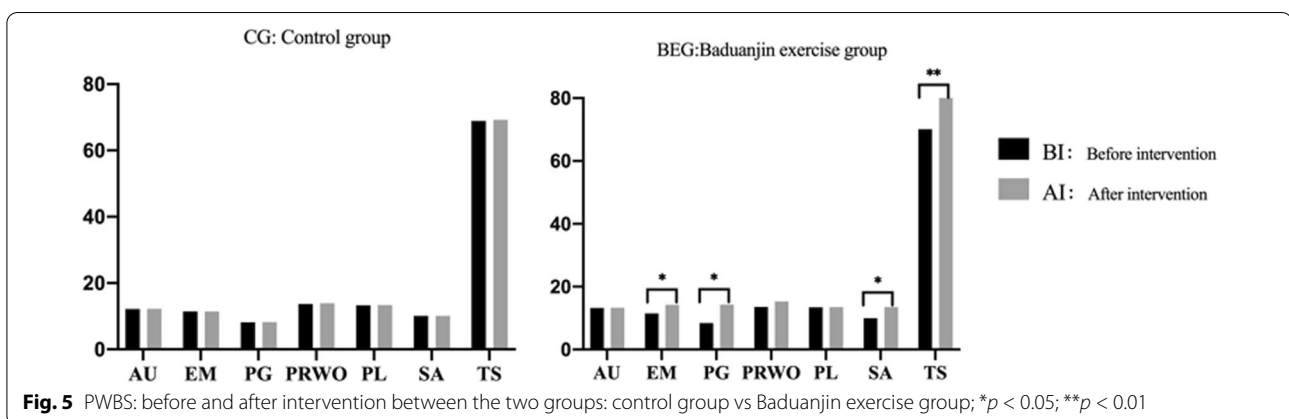 CG: Control group
80
60
40
20
0
AU EM PG PRWO PL SA TS
BEG:Baduanjin exercise group
80
60
40
20
0
* * * **
AU EM PG PRWO PL SA TS
BI: Before intervention
AI: After intervention
Fig. 5 PWBS: before and after intervention between the two groups: control group vs Baduanjin exercise group; *p < 0.05; **p < 0.01